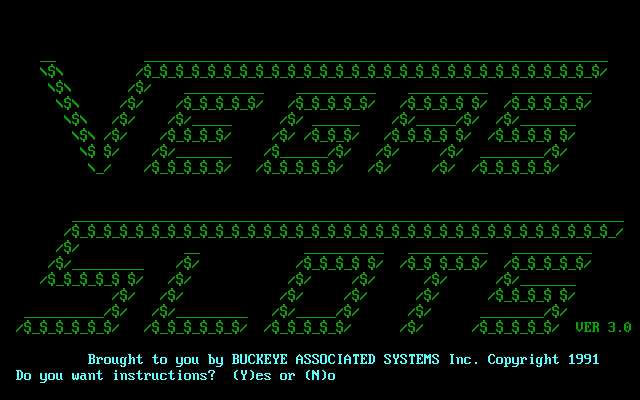 VEGAS
SLOTS
VER 3.0
Brought to you by BUCKEYE ASSOCIATED SYSTEMS Inc. Copyright 1991
Do you want instructions? (Y)es or (N)o